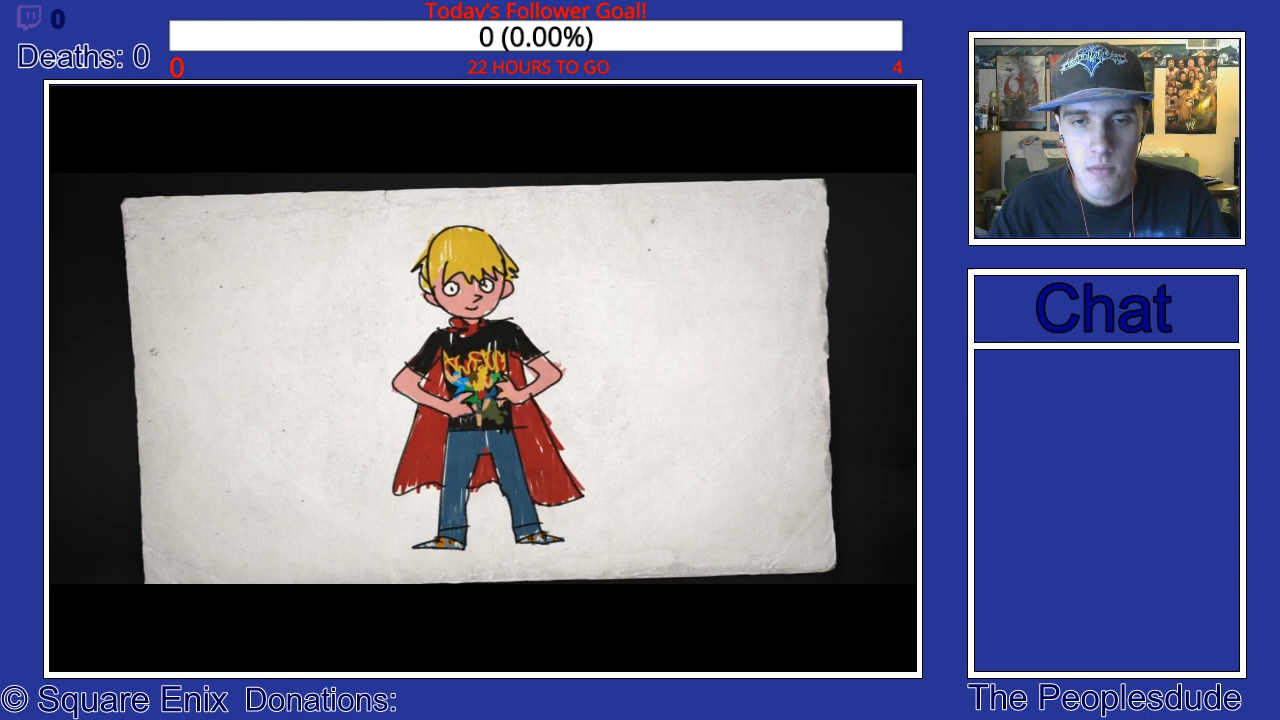 0
Today's Follower Goal!
0 (0.00%)
Deaths: 0
0
22 HOURS TO GO
4
Chat
© Square Enix Donations:
The Peoplesdude